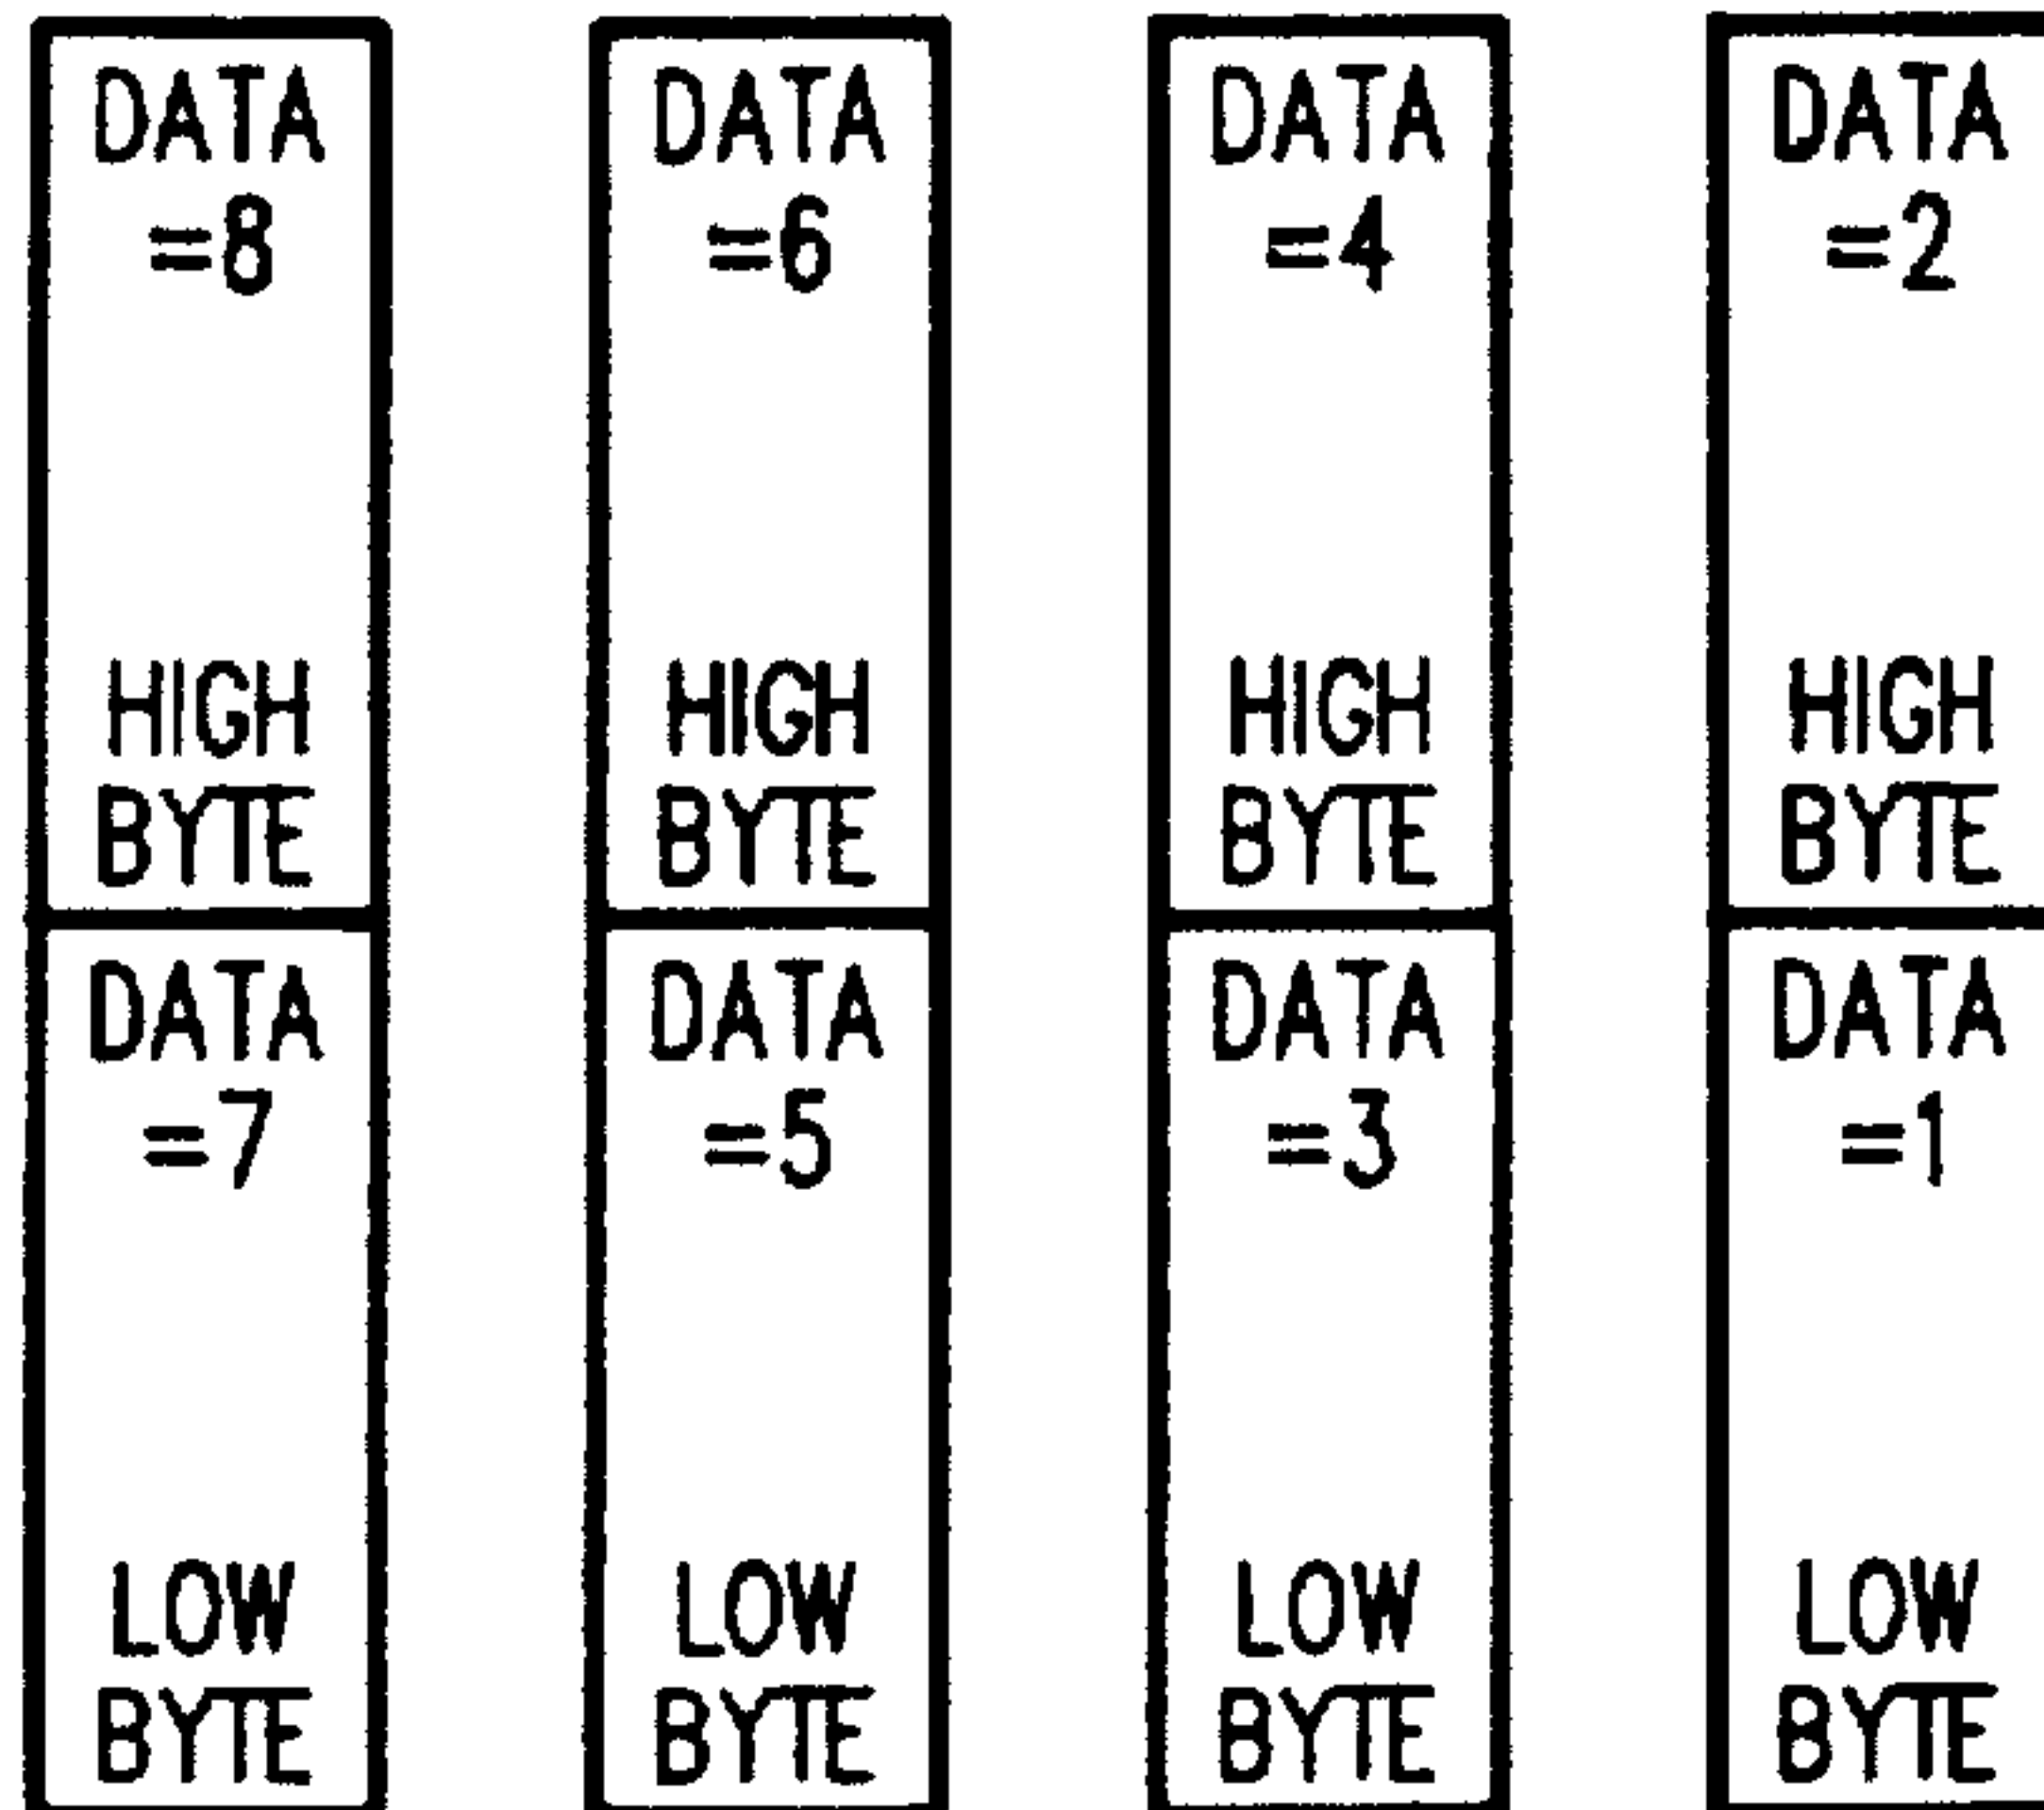 DATA
=8
HIGH
BYTE
DATA
=7
LOW
BYTE
DATA
=6
HIGH
BYTE
DATA
=5
LOW
BYTE
DATA
=4
HIGH
BYTE
DATA
=3
LOW
BYTE
DATA
=2
HIGH
BYTE
DATA
=1
LOW
BYTE